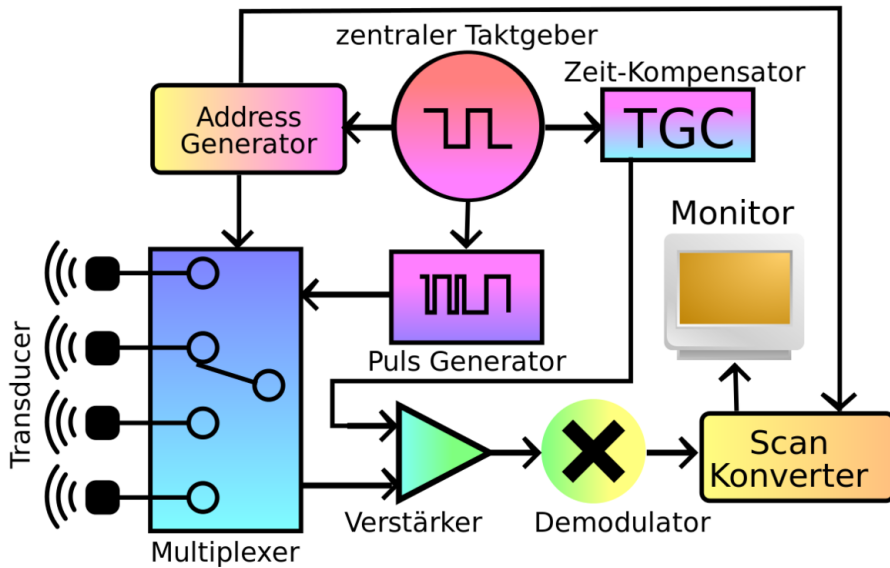 zentraler Taktgeber
Zeit-Kompensator
Address
Generator
TGC
Monitor
Puls Generator
Transducer
Scan
Konverter
Verstärker
Demodulator
Multiplexer